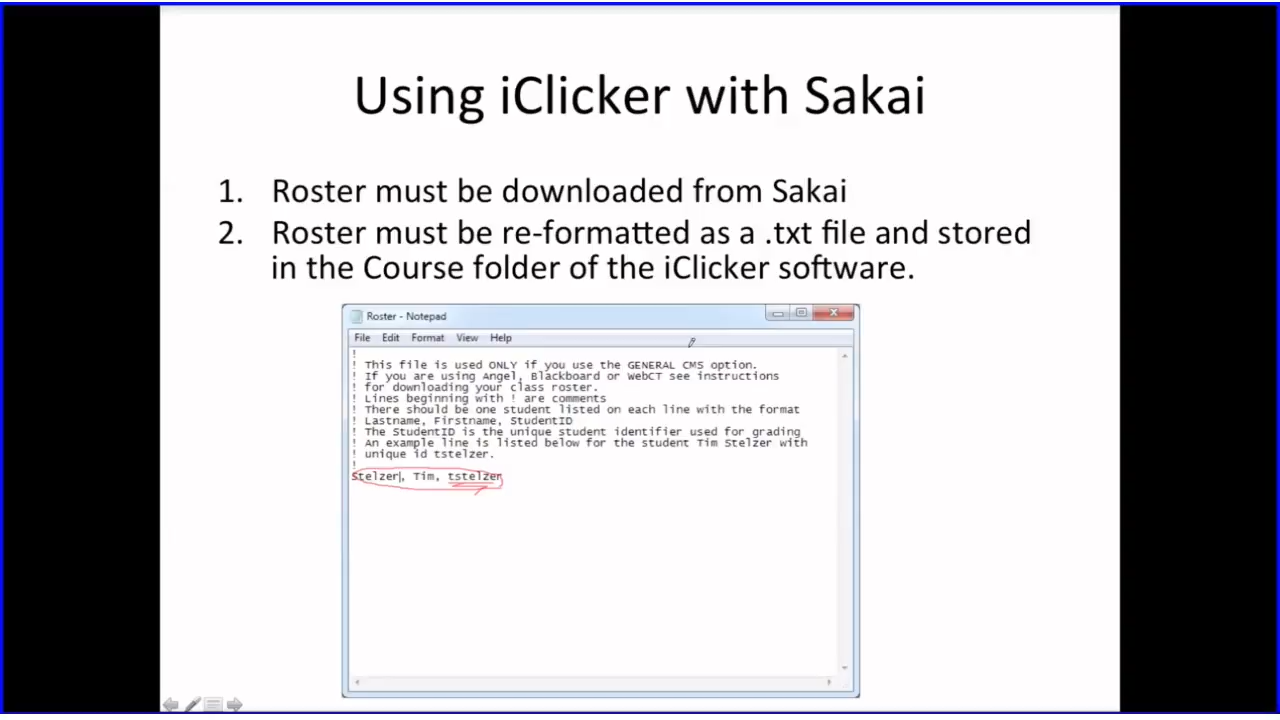 Using iClicker with Sakai
1. Roster must be downloaded from Sakai
2. Roster must be re-formatted as a .txt file and stored
in the Course folder of the iClicker software.
Roster - Notepad
File Edit Format View Help
!
! This file is used ONLY if you use the GENERAL CMS option.
! If you are using Angel, Blackboard or WebCT see instructions
! for downloading your class roster.
! Lines beginning with ! are comments
! There should be one student listed on each line with the format
! Lastname, Firstname, StudentID
! The StudentID is the unique student identifier used for grading
! An example line is listed below for the student Tim Stelzer with
! unique id tstelzer.
!
Stelzer, Tim, tstelzer